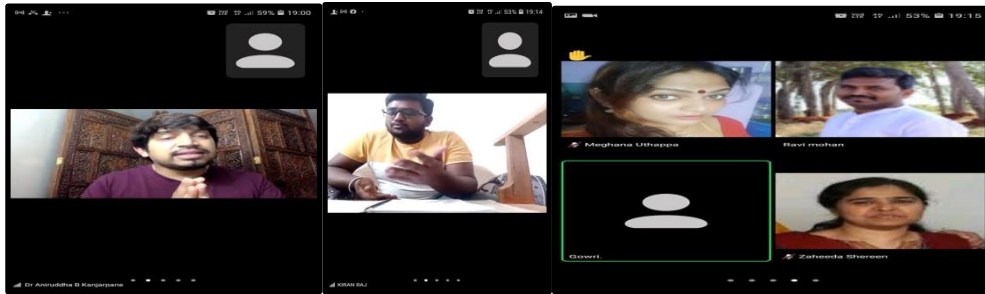 59% 19:00
Dr Aniruddha R Kanjarpane
53% 19:14
KIRAN RAJ
53% 19:15
Meghana Uthappa
Ravi mohan
Gowri.
Zaheeda Shereen